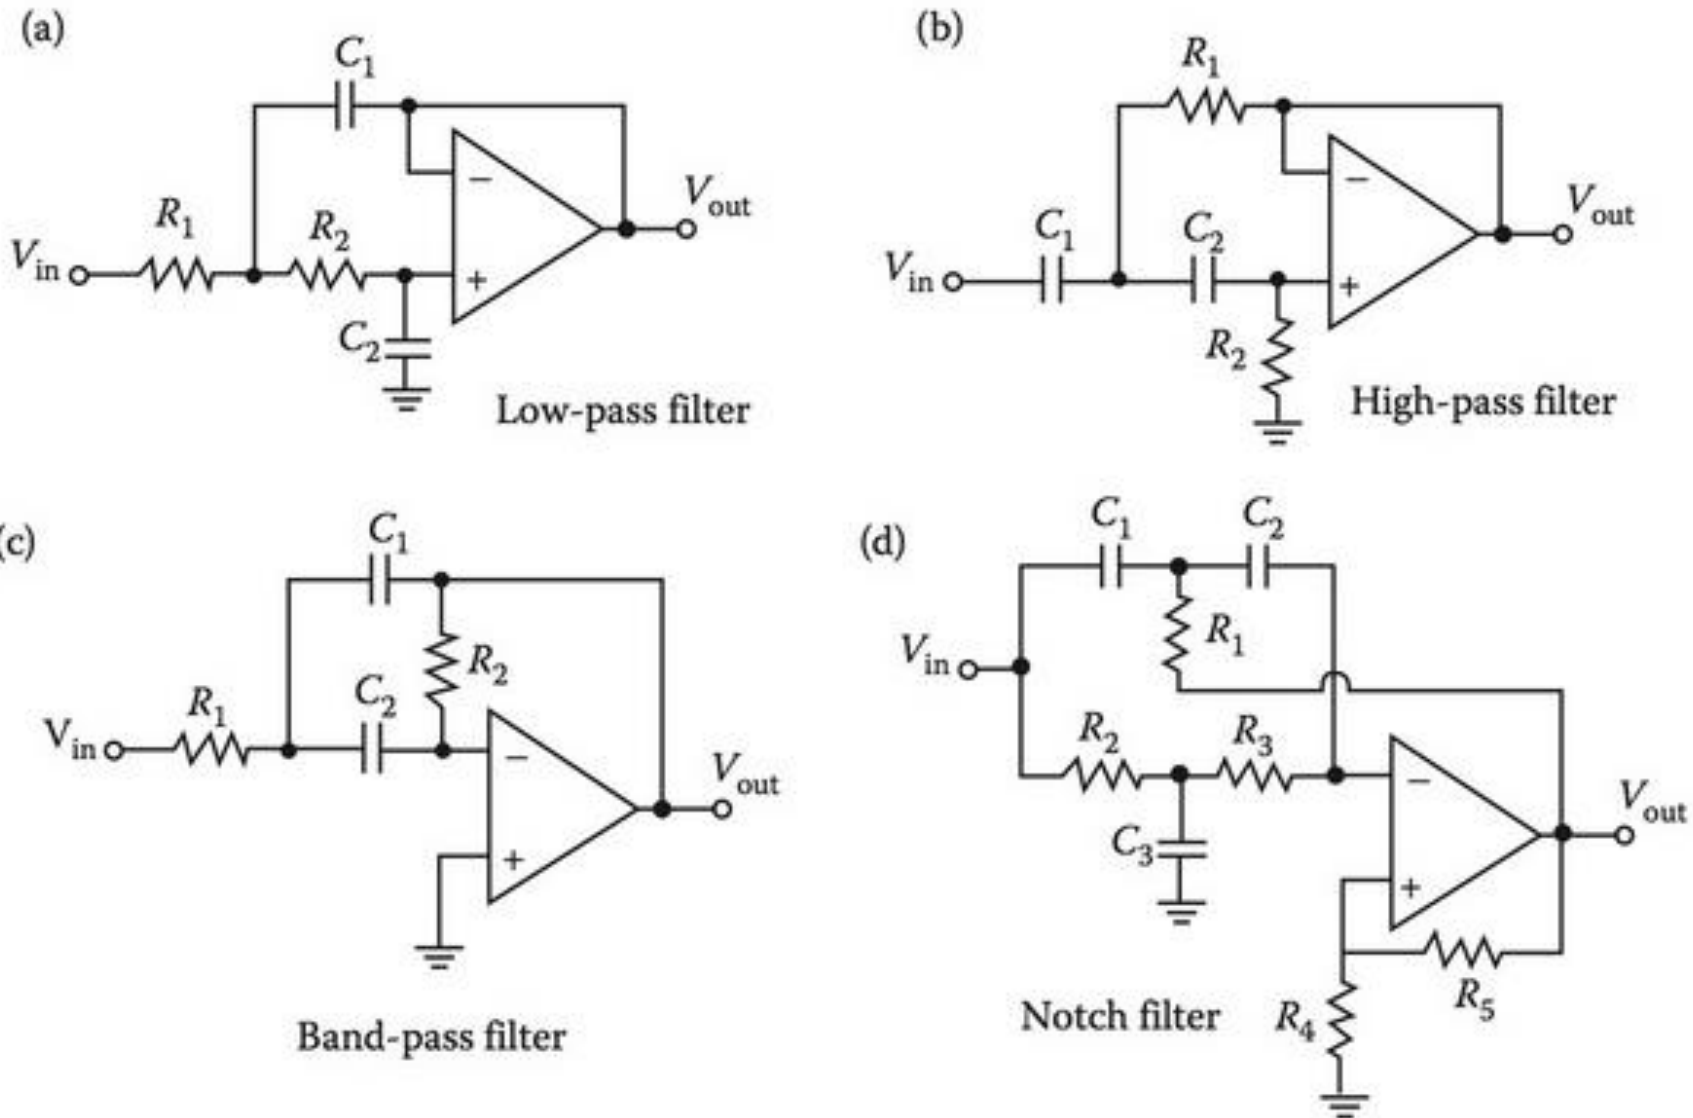 (a)
C1
R1
R2
Vin
C2
−
+
Vout
Low-pass filter
(b)
R1
C1
C2
Vin
R2
−
+
Vout
High-pass filter
(c)
C1
R2
C2
R1
Vin
−
+
Vout
Band-pass filter
(d)
C1
C2
R1
Vin
R2
R3
C3
−
+
Vout
R5
R4
Notch filter